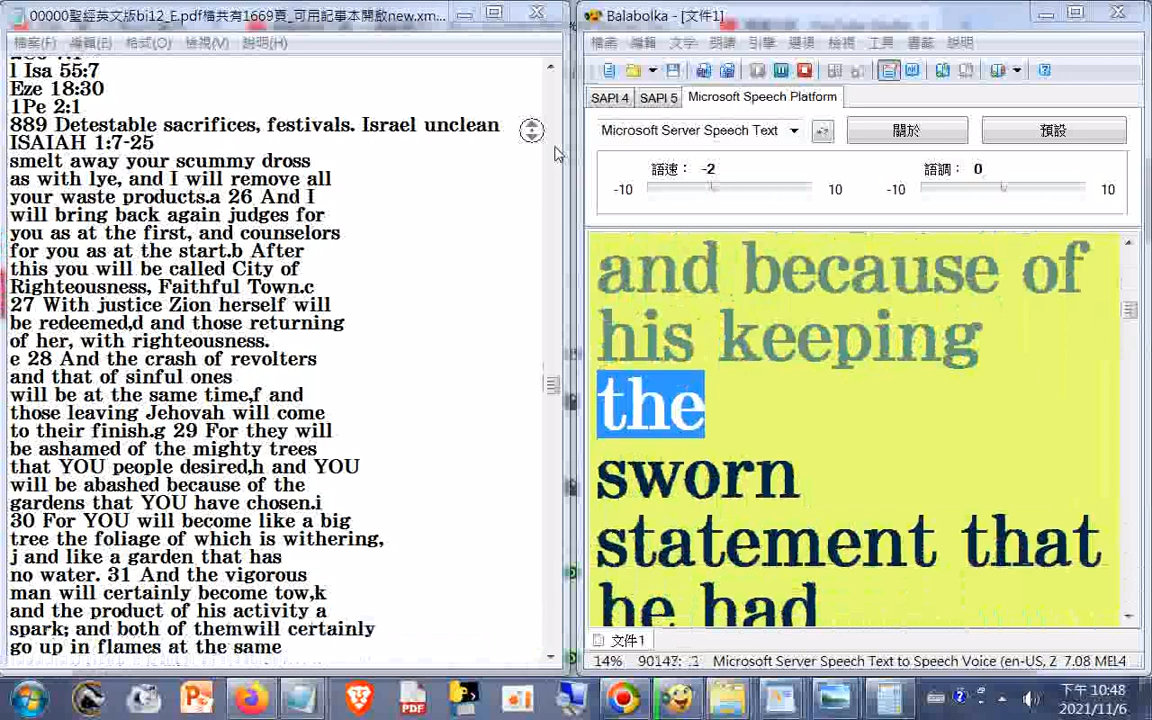 00000聖經英文版bi12_E.pdf檔共有1669頁_可用記事本開啟new.xm...
檔案(F) 編輯(E) 格式(O) 檢視(V) 說明(H)
l Isa 55:7
Eze 18:30
1Pe 2:1
889 Detestable sacrifices, festivals. Israel unclean
ISAIAH 1:7-25
smelt away your scummy dross
as with lye, and I will remove all
your waste products.a 26 And I
will bring back again judges for
you as at the first, and counselors
for you as at the start.b After
this you will be called City of
Righteousness, Faithful Town.c
27 With justice Zion herself will
be redeemed,d and those returning
of her, with righteousness.
e 28 And the crash of revolters
and that of sinful ones
will be at the same time,f and
those leaving Jehovah will come
to their finish.g 29 For they will
be ashamed of the mighty trees
that YOU people desired,h and YOU
will be abashed because of the
gardens that YOU have chosen.i
30 For YOU will become like a big
tree the foliage of which is withering,
j and like a garden that has
no water. 31 And the vigorous
man will certainly become tow,k
and the product of his activity a
spark; and both of themwill certainly
go up in flames at the same
Balabolka - [文件1]
檔案 編輯 文字 朗讀 引擎 選項 檢視 工具 書籤 說明
SAPI 4 SAPI 5 Microsoft Speech Platform
Microsoft Server Speech Text 關於 預設
語速： -2 語調： 0
-10 10 -10 10
and because of
his keeping
the
sworn
statement that
he had
文件1
14% Microsoft Server Speech Text to Speech Voice (en-US, Z 7.08 MEL4
PDF
下午 10:48
2021/11/6